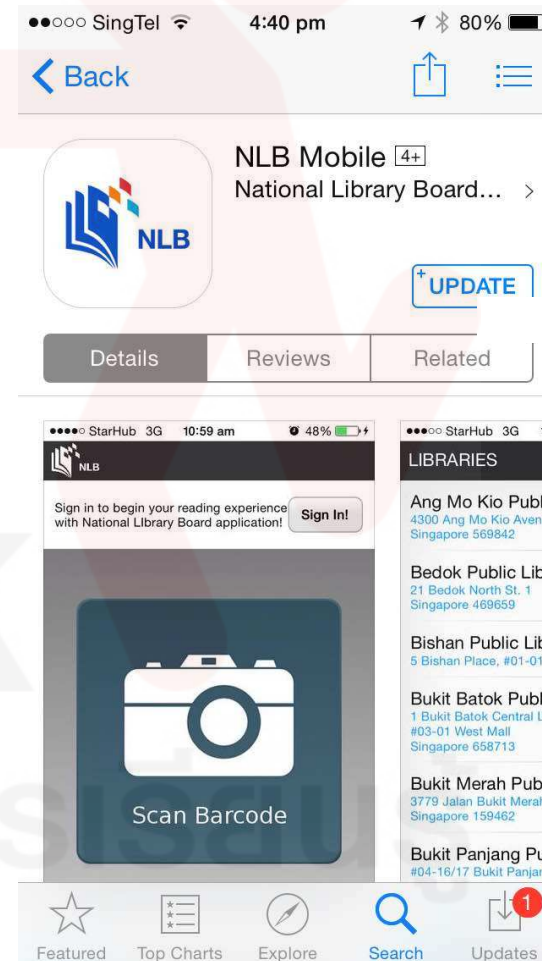 SingTel 4:40 pm 80%
Back
NLB Mobile 4+
National Library Board... >
NLB
+ UPDATE
Details Reviews Related
StarHub 3G 10:59 am 48%
NLB
Sign in to begin your reading experience
with National LIbrary Board application!
Sign In!
Scan Barcode
StarHub 3G
LIBRARIES
Ang Mo Kio Publ
4300 Ang Mo Kio Aven
Singapore 569842
Bedok Public Lib
21 Bedok North St. 1
Singapore 469659
Bishan Public Lib
5 Bishan Place, #01-01
Bukit Batok Publ
1 Bukit Batok Central L
#03-01 West Mall
Singapore 658713
Bukit Merah Pub
3779 Jalan Bukit Merah
Singapore 159462
Bukit Panjang Pu
#04-16/17 Bukit Panjan
1
Featured Top Charts Explore Search Updates